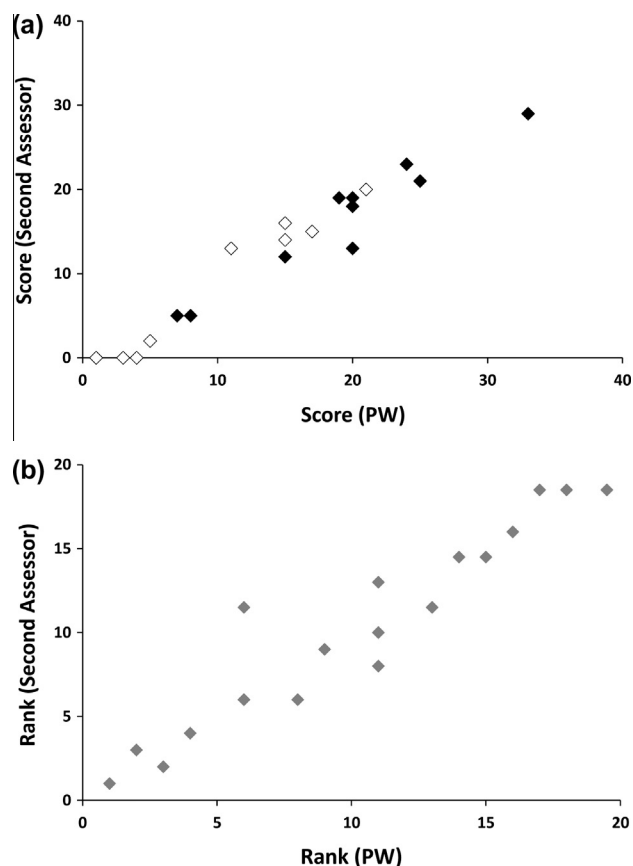 (a)
40
30
20
10
0
Score (Second Assessor)
0 10 20 30 40
Score (PW)
(b)
20
15
10
5
0
Rank (Second Assessor)
0 5 10 15 20
Rank (PW)